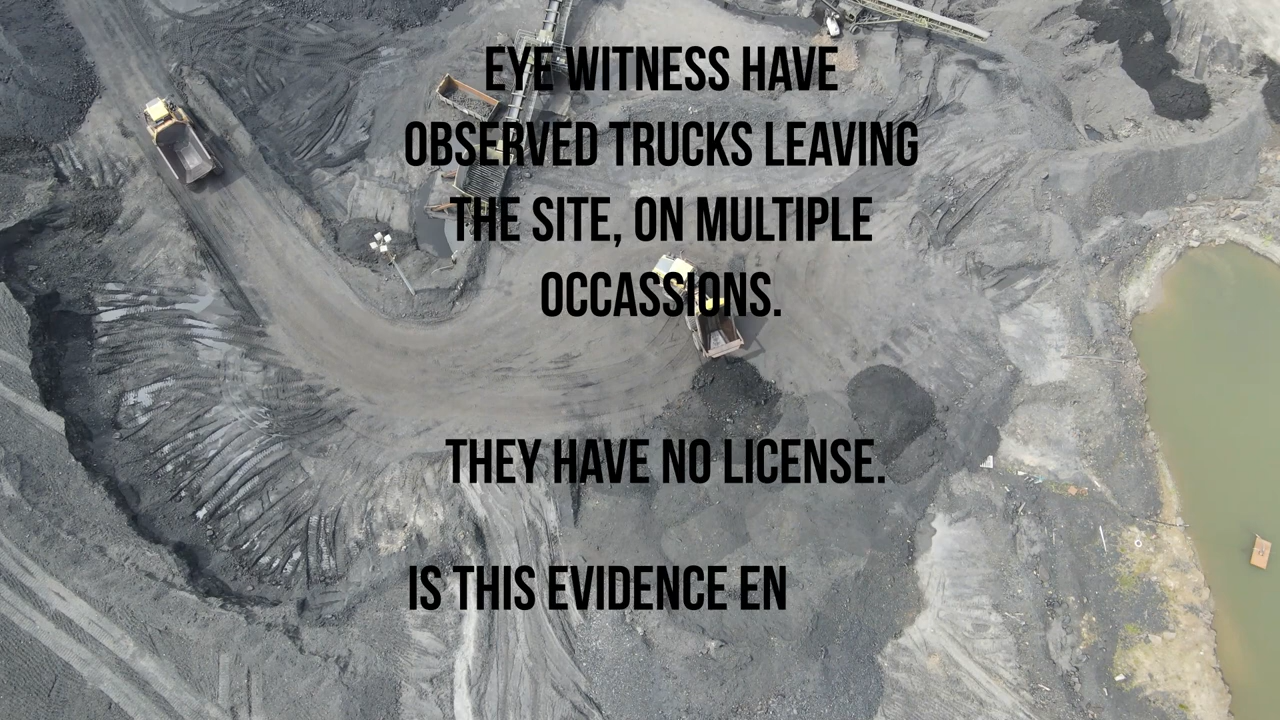 EYE WITNESS HAVE
OBSERVED TRUCKS LEAVING
THE SITE, ON MULTIPLE
OCCASSIONS.
THEY HAVE NO LICENSE.
IS THIS EVIDENCE EN